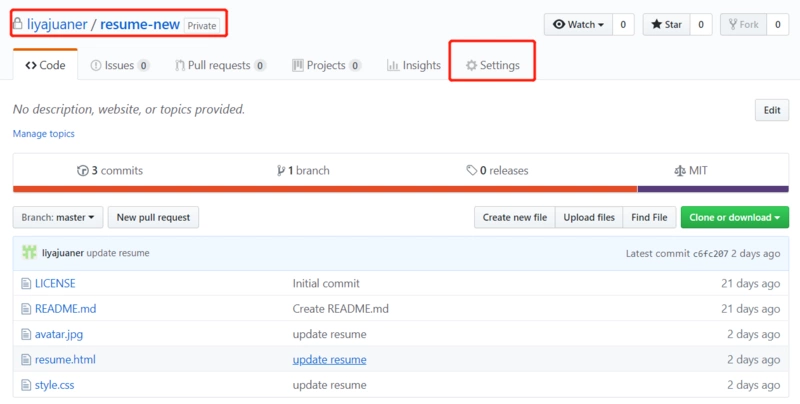 liyajuaner / resume-new Private Watch 0 Star 0 Fork 0
Code Issues 0 Pull requests 0 Projects 0 Insights Settings
No description, website, or topics provided. Edit
Manage topics
3 commits 1 branch 0 releases MIT
Branch: master New pull request Create new file Upload files Find File Clone or download
liyajuaner update resume Latest commit c6fc207 2 days ago
LICENSE Initial commit 21 days ago
README.md Create README.md 21 days ago
avatar.jpg update resume 2 days ago
resume.html update resume 2 days ago
style.css update resume 2 days ago